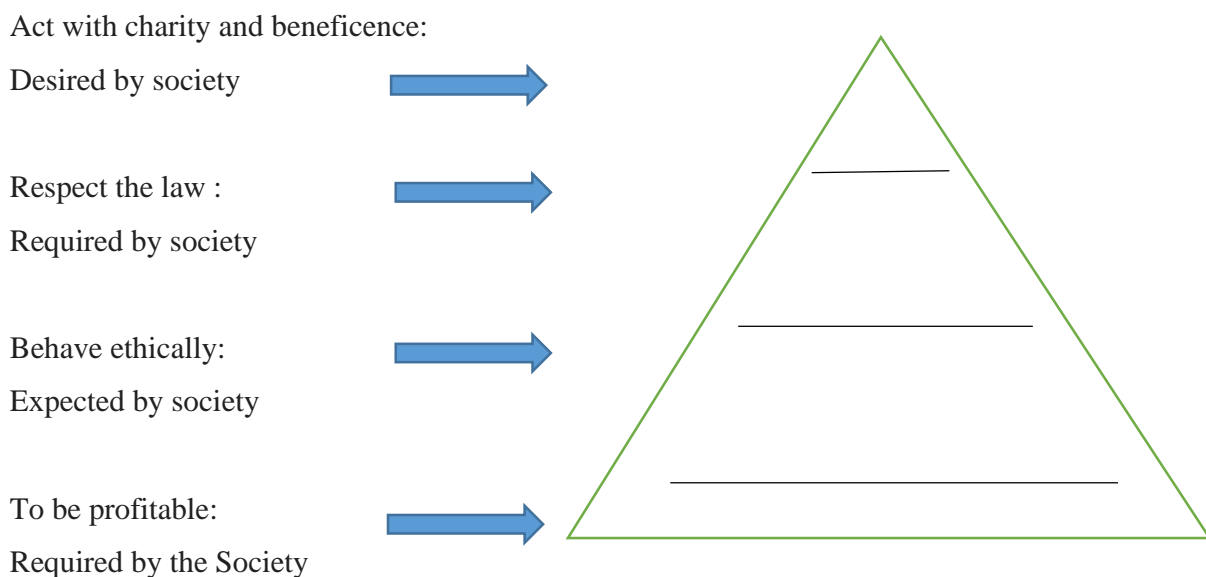 Act with charity and beneficence:
Desired by society
Respect the law :
Required by society
Behave ethically:
Expected by society
To be profitable:
Required by the Society